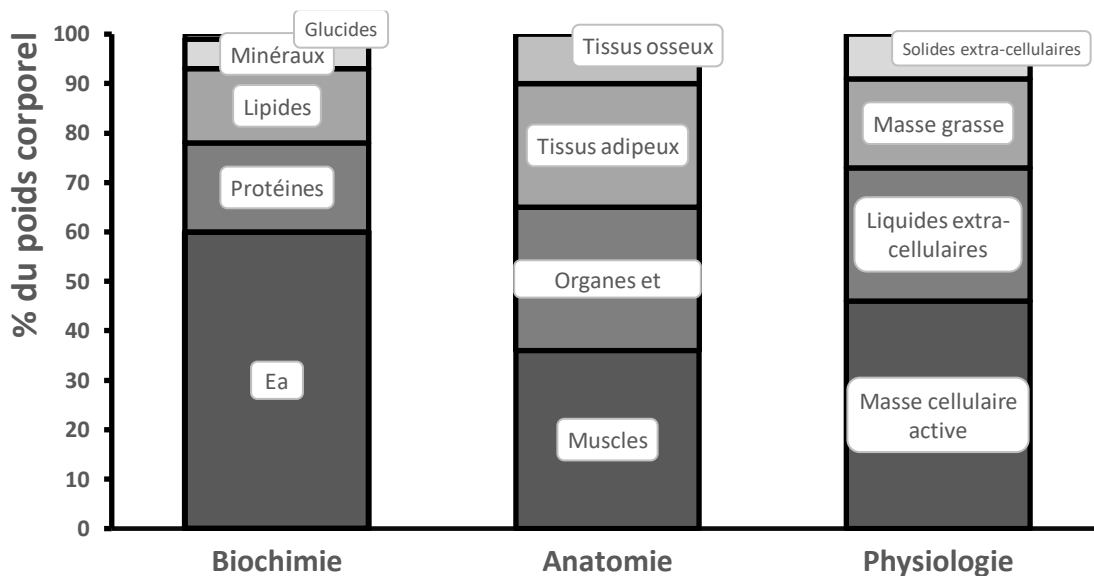 % du poids corporel
100
90
80
70
60
50
40
30
20
10
0
Glucides
Minéraux
Lipides
Protéines
Ea
Tissus osseux
Tissus adipeux
Organes et
Muscles
Solides extra-cellulaires
Masse grasse
Liquides extra-
cellulaires
Masse cellulaire
active
Biochimie
Anatomie
Physiologie